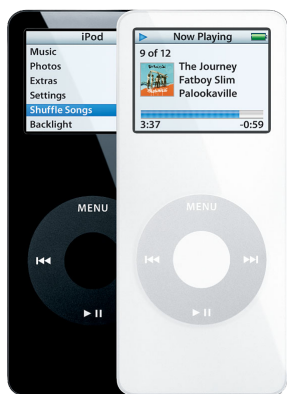 iPod
Music
Photos
Extras
Settings
Shuffle Songs
Backlight
MENU
Now Playing
9 of 12
The Journey
Fatboy Slim
Palookaville
3:37 -0:59
MENU